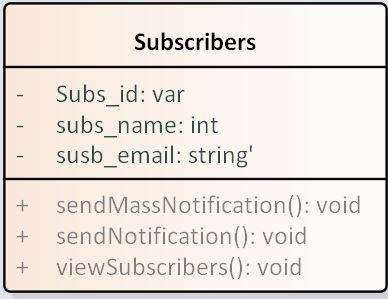 Subscribers
- Subs_id: var
- subs_name: int
- susb_email: string'
+ sendMassNotification(): void
+ sendNotification(): void
+ viewSubscribers(): void